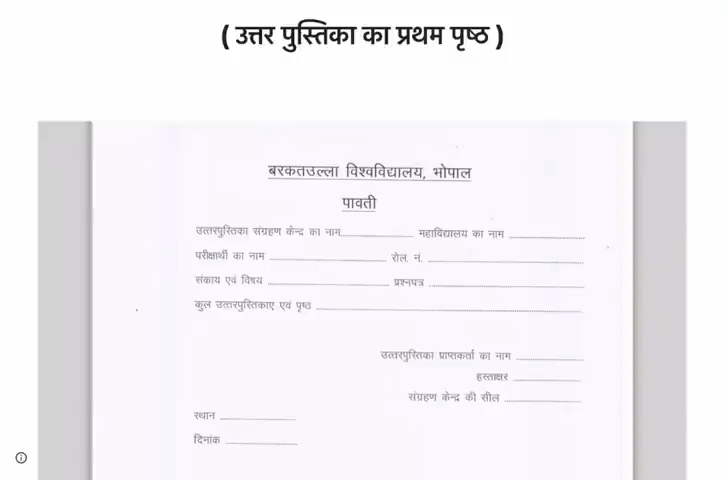 ( उत्तर पुस्तिका का प्रथम पृष्ठ )
बरकतउल्ला विश्वविद्यालय, भोपाल
पावती
उत्तरपुस्तिका संग्रहण केन्द्र का नाम महाविद्यालय का नाम
परीक्षार्थी का नाम रोल. नं.
संकाय एवं विषय प्रश्नपत्र
कुल उत्तरपुस्तिकाए एवं पृष्ठ
उत्तरपुस्तिका प्राप्तकर्ता का नाम
हस्ताक्षर
संग्रहण केन्द्र की सील
स्थान
दिनांक